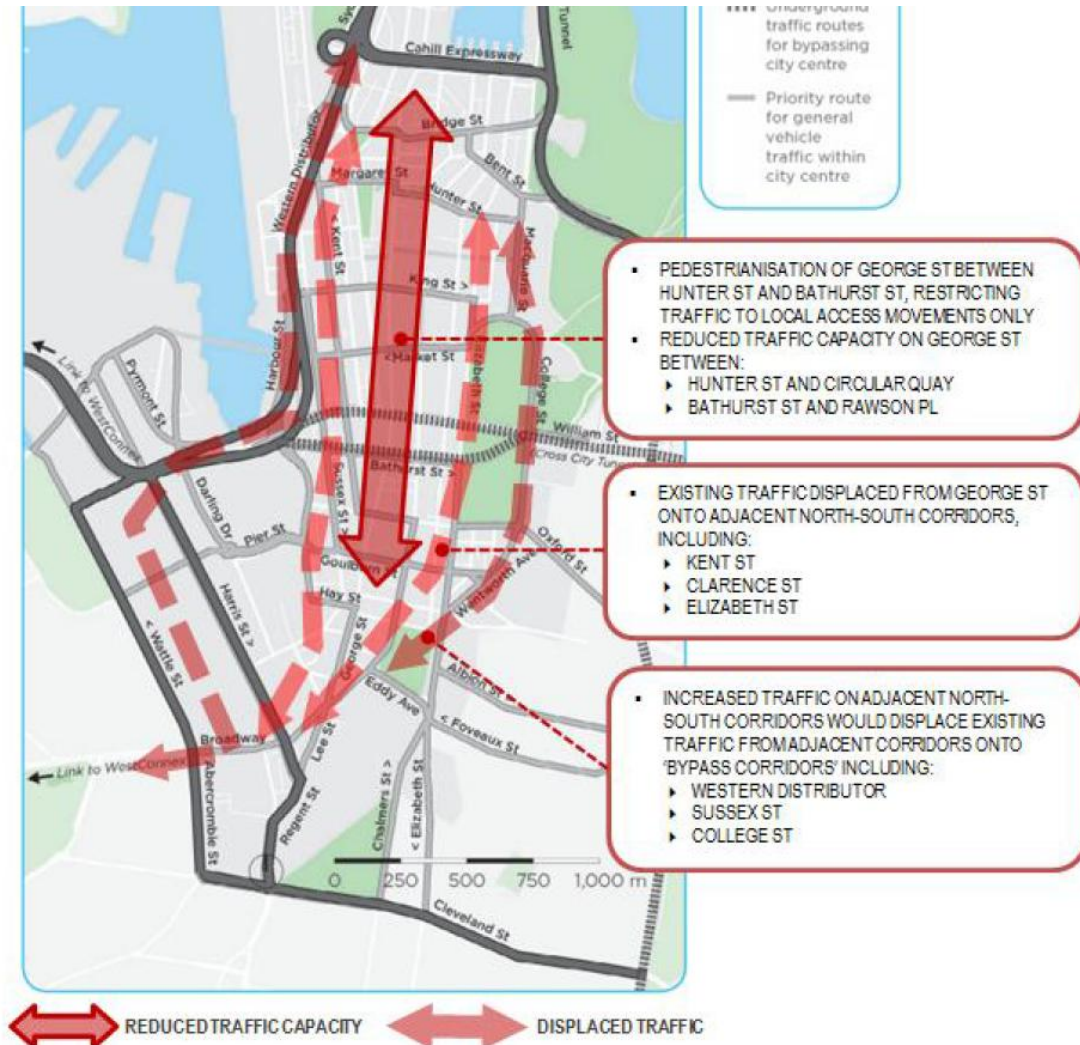 Underground
traffic routes
for bypassing
city centre
Priority route
for general
vehicle
traffic within
city centre
Tunnel
Cahill Expressway
Western Distributor
Bridge St
Bent St
Margaret St
Hunter St
< Kent St
Macquarie St
King St >
<Market St
Elizabeth St
College St
Harbour St
Link to WestConnex
Pyrmont St
William St
(Cross City Tunnel)
Bathurst St >
Sussex St >
Darling Dr
Pier St
Goulburn St
Oxford St
Wentworth Ave
Hay St
Harris St >
George St
< Wattle St
Eddy Ave
Albion St >
< Foveaux St
Broadway
Lee St
Link to WestConnex
Abercrombie St
Regent St
Chalmers St >
< Elizabeth St
0 250 500 750 1,000 m
Cleveland St
▪ PEDESTRIANISATION OF GEORGE ST BETWEEN
HUNTER ST AND BATHURST ST, RESTRICTING
TRAFFIC TO LOCAL ACCESS MOVEMENTS ONLY
▪ REDUCED TRAFFIC CAPACITY ON GEORGE ST
BETWEEN:
▸ HUNTER ST AND CIRCULAR QUAY
▸ BATHURST ST AND RAWSON PL
▪ EXISTING TRAFFIC DISPLACED FROM GEORGE ST
ONTO ADJACENT NORTH-SOUTH CORRIDORS,
INCLUDING:
▸ KENT ST
▸ CLARENCE ST
▸ ELIZABETH ST
▪ INCREASED TRAFFIC ON ADJACENT NORTH-
SOUTH CORRIDORS WOULD DISPLACE EXISTING
TRAFFIC FROM ADJACENT CORRIDORS ONTO
'BYPASS CORRIDORS' INCLUDING:
▸ WESTERN DISTRIBUTOR
▸ SUSSEX ST
▸ COLLEGE ST
REDUCED TRAFFIC CAPACITY
DISPLACED TRAFFIC